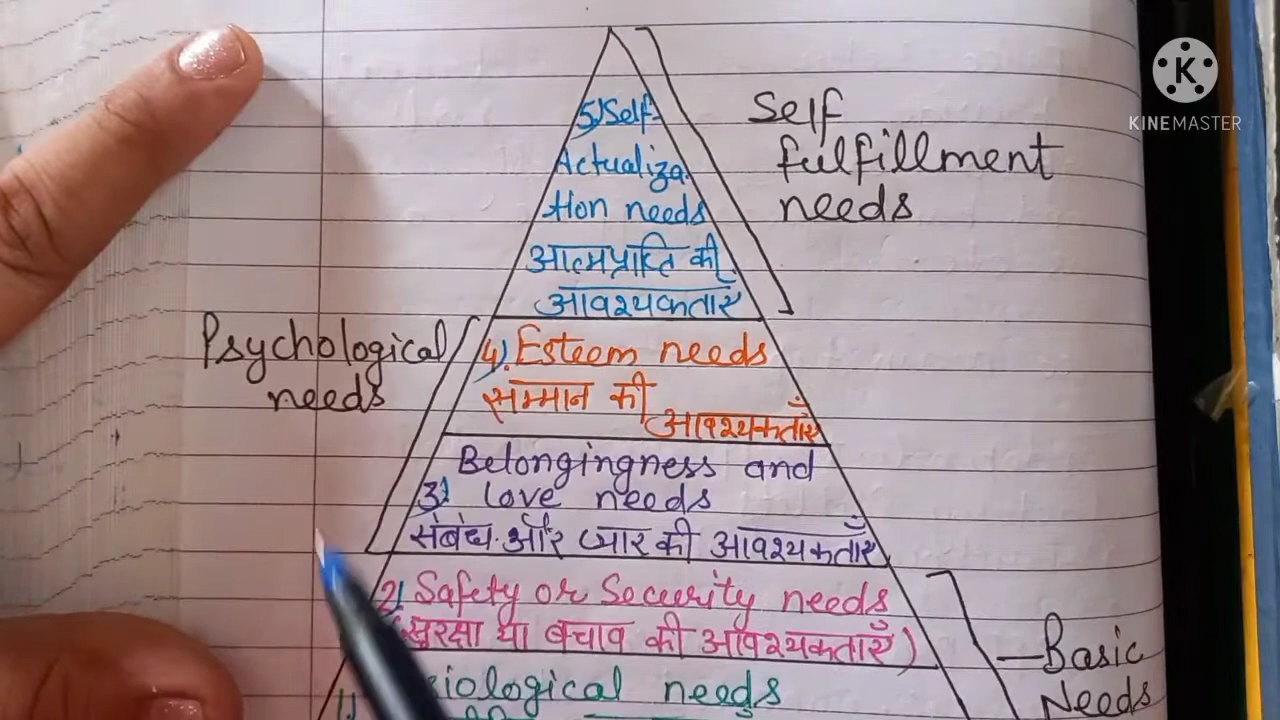 5) Self-
Actualiza
tion needs
आत्मप्राप्ति की
आवश्यकताएं
Self
fulfillment
needs
Psychological
needs
4). Esteem needs
सम्मान की
आवश्यकताएँ
Belongingness and
3) love needs
संबंध और प्यार की आवश्यकताएँ
2) Safety or Security needs
(सुरक्षा या बचाव की आवश्यकताएँ)
Basic
Needs
1). needs
K
KINEMASTER